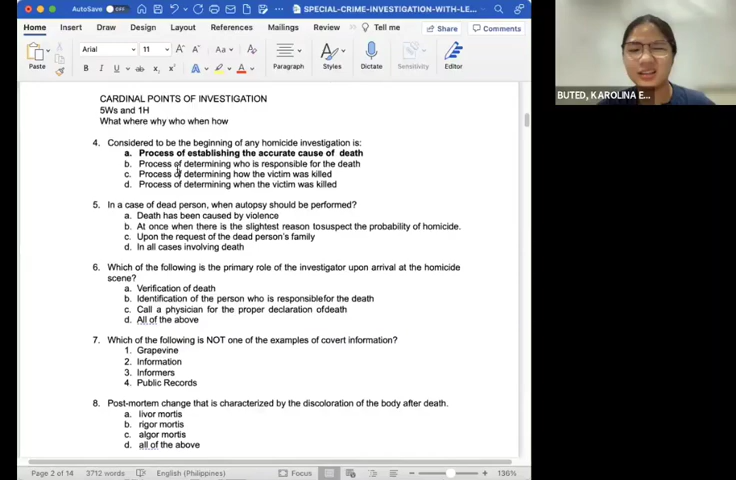 AutoSave OFF
SPECIAL-CRIME-INVESTIGATION-WITH-LE...
Home Insert Draw Design Layout References Mailings Review Tell me Share Comments
Paste Arial 11 Aa Paragraph Styles Dictate Sensitivity Editor
CARDINAL POINTS OF INVESTIGATION
5Ws and 1H
What where why who when how
4. Considered to be the beginning of any homicide investigation is:
a. Process of establishing the accurate cause of death
b. Process of determining who is responsible for the death
c. Process of determining how the victim was killed
d. Process of determining when the victim was killed
5. In a case of dead person, when autopsy should be performed?
a. Death has been caused by violence
b. At once when there is the slightest reason tosuspect the probability of homicide.
c. Upon the request of the dead person's family
d. In all cases involving death
6. Which of the following is the primary role of the investigator upon arrival at the homicide
scene?
a. Verification of death
b. Identification of the person who is responsiblefor the death
c. Call a physician for the proper declaration ofdeath
d. All of the above
7. Which of the following is NOT one of the examples of covert information?
1. Grapevine
2. Information
3. Informers
4. Public Records
8. Post-mortem change that is characterized by the discoloration of the body after death.
a. livor mortis
b. rigor mortis
c. algor mortis
d. all of the above
Page 2 of 14 3712 words English (Philippines) Focus 136%
BUTED, KAROLINA E...